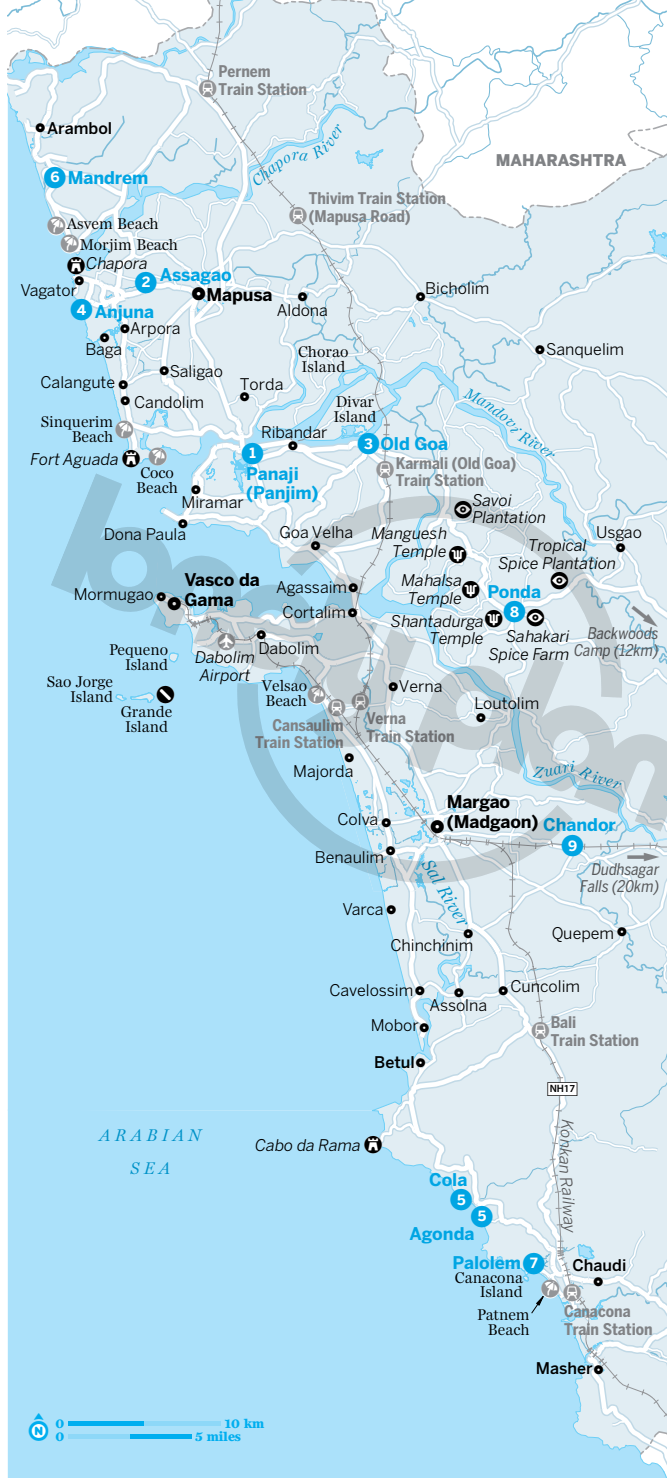 Pernem
Train Station
Arambol
Chapora River
MAHARASHTRA
6 Mandrem
Thivim Train Station
(Mapusa Road)
Asvem Beach
Morjim Beach
Chapora
2 Assagao
Vagator
Mapusa
Bicholim
4 Anjuna
Aldona
Arpora
Baga
Chorao
Island
Sanquelim
Saligao
Calangute
Torda
Candolim
Mandovi River
Divar
Island
Sinquerim
Beach
Ribandar
3 Old Goa
1
Panaji
(Panjim)
Fort Aguada
Coco
Beach
Karmali (Old Goa)
Train Station
Miramar
Savoi
Plantation
Dona Paula
Goa Velha
Manguesh
Temple
Usgao
Tropical
Spice Plantation
Mormugao
Vasco da
Gama
Agassaim
Mahalsa
Temple
Ponda
8
Cortalim
Shantadurga
Temple
Sahakari
Spice Farm
Backwoods
Camp (12km)
Dabolim
Dabolim
Airport
Pequeno
Island
Sao Jorge
Island
Grande
Island
Velsao
Beach
Verna
Loutolim
Cansaulim
Train Station
Verna
Train Station
Majorda
Zuari River
Margao
(Madgaon)
Colva
Chandor
9
Benaulim
Dudhsagar
Falls (20km)
Sal River
Varca
Chinchinim
Quepem
Cavelossim
Assolna
Cuncolim
Mobor
Bali
Train Station
Betul
NH17
ARABIAN
SEA
Cabo da Rama
Konkan Railway
Cola
5
5
Agonda
Palolem 7
Canacona
Island
Chaudi
Patnem
Beach
Canacona
Train Station
Masher
N
0 10 km
0 5 miles